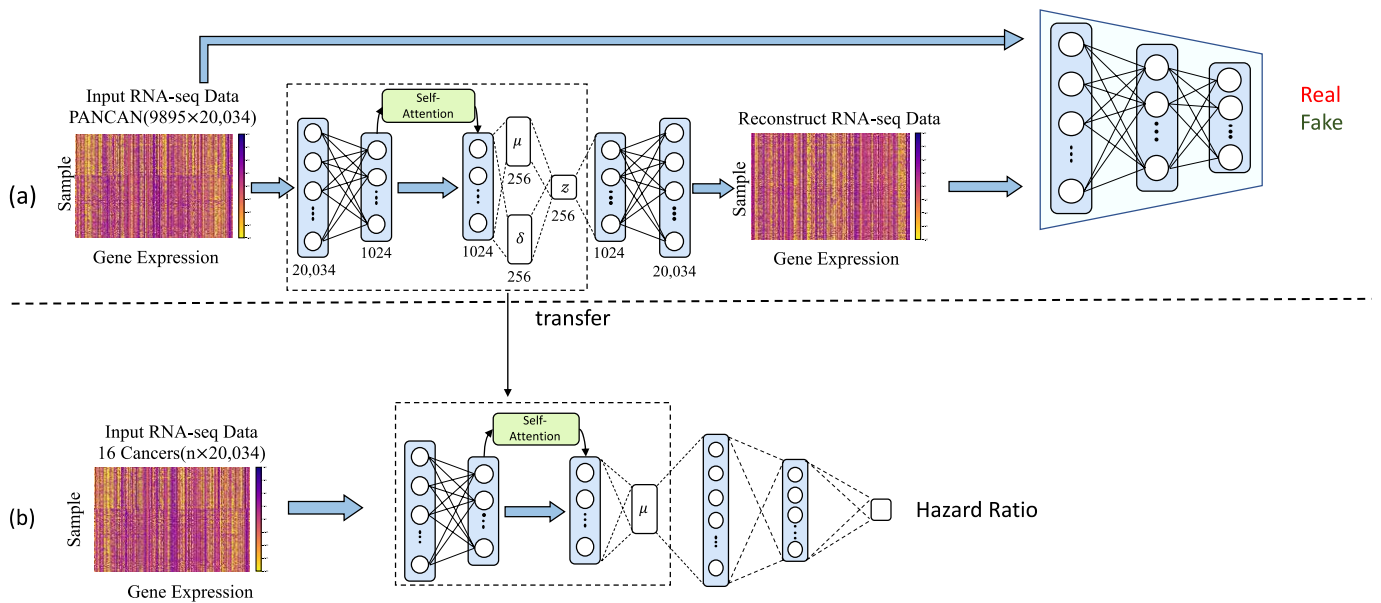 Input RNA-seq Data
PANCAN(9895×20,034)
Sample
Gene Expression
(a)
Self-
Attention
μ
256
δ
256
z
256
20,034
1024
1024
1024
20,034
Reconstruct RNA-seq Data
Sample
Gene Expression
Real
Fake
transfer
Input RNA-seq Data
16 Cancers(n×20,034)
Sample
Gene Expression
(b)
Self-
Attention
μ
Hazard Ratio